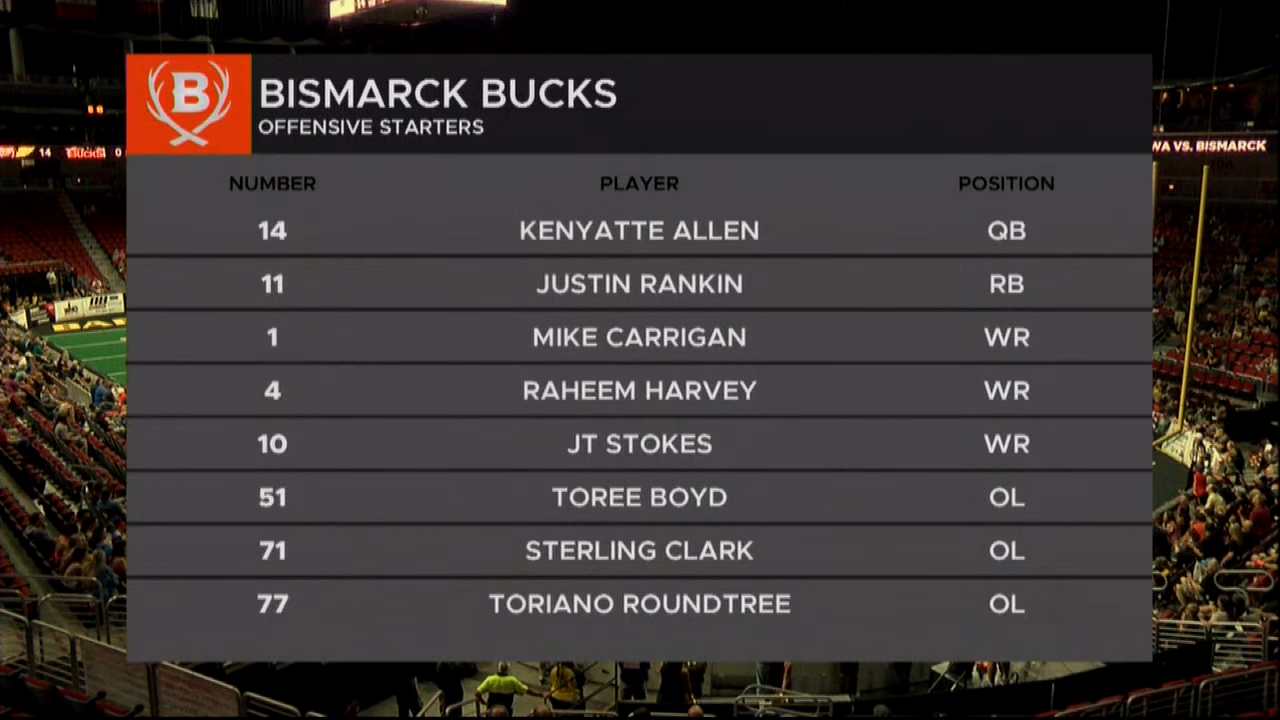 B
BISMARCK BUCKS
OFFENSIVE STARTERS
14 BUCKS 0
WA VS. BISMARCK
NUMBER PLAYER POSITION
14 KENYATTE ALLEN QB
11 JUSTIN RANKIN RB
1 MIKE CARRIGAN WR
4 RAHEEM HARVEY WR
10 JT STOKES WR
51 TOREE BOYD OL
71 STERLING CLARK OL
77 TORIANO ROUNDTREE OL